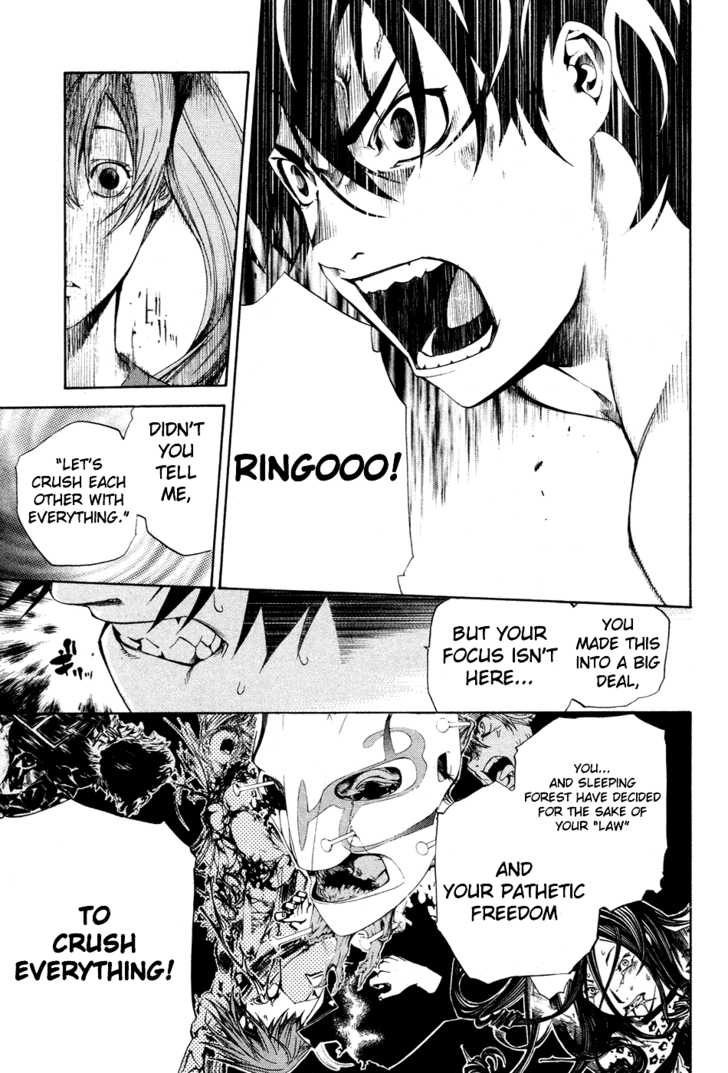 RINGOOO!
DIDN'T
YOU
TELL
ME,
"LET'S
CRUSH EACH
OTHER WITH
EVERYTHING."
YOU
MADE THIS
INTO A BIG
DEAL,
BUT YOUR
FOCUS ISN'T
HERE...
YOU...
AND SLEEPING
FOREST HAVE DECIDED
FOR THE SAKE OF
YOUR "LAW"
AND
YOUR PATHETIC
FREEDOM
TO
CRUSH
EVERYTHING!